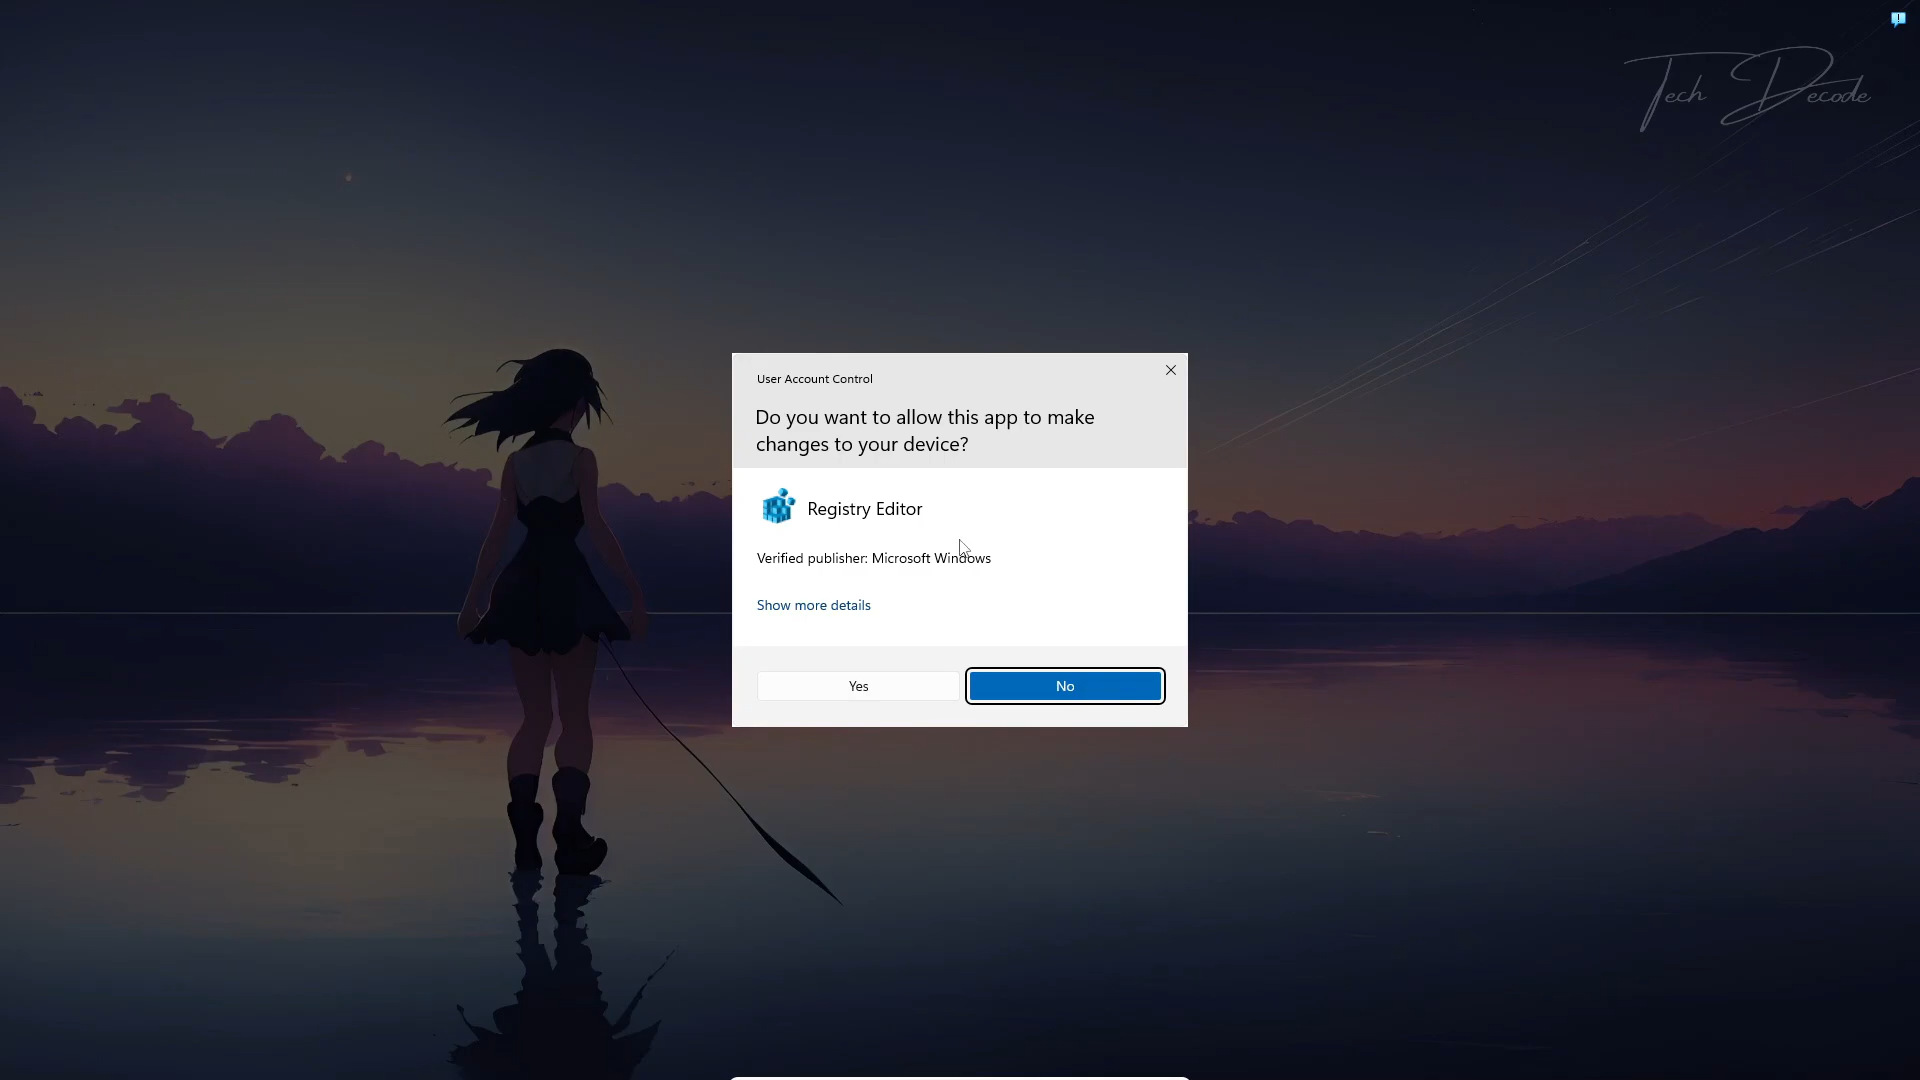 Tech Decode
User Account Control
Do you want to allow this app to make
changes to your device?
Registry Editor
Verified publisher: Microsoft Windows
Show more details
Yes
No